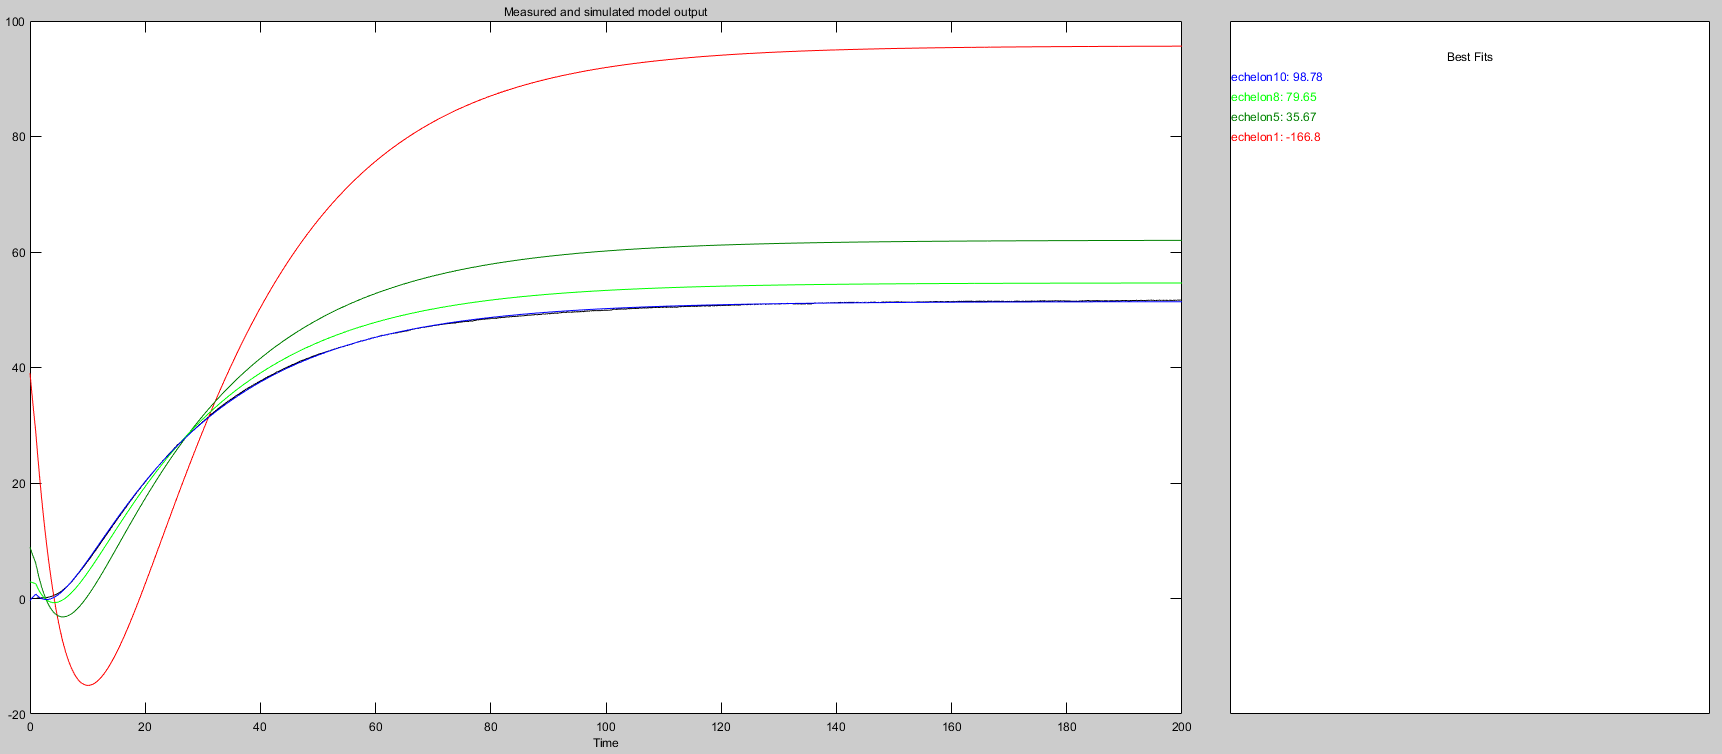 Measured and simulated model output
100
80
60
40
20
0
-20
0 20 40 60 80 100 120 140 160 180 200
Time
Best Fits
echelon10: 98.78
echelon8: 79.65
echelon5: 35.67
echelon1: -166.8